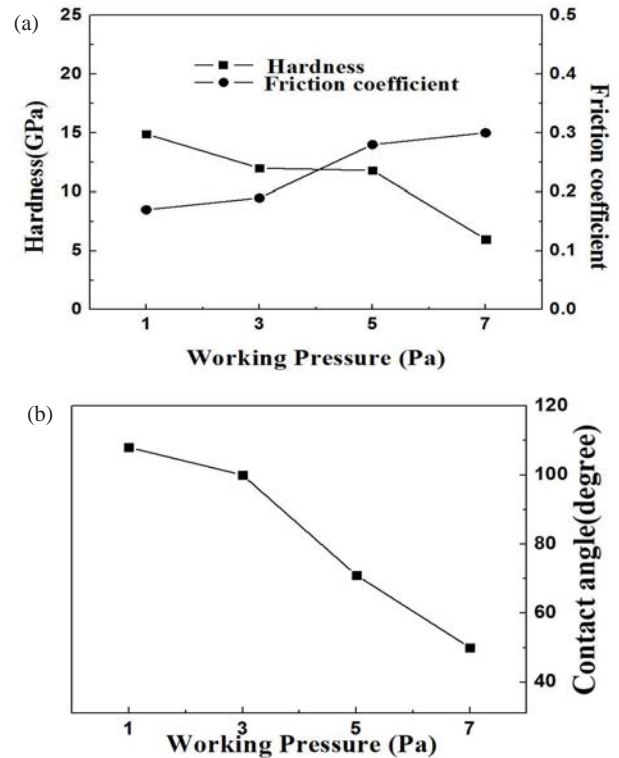 (a)
25
20
15
10
5
0
Hardness(GPa)
Hardness
Friction coefficient
0.5
0.4
0.3
0.2
0.1
0.0
Friction coefficient
1 3 5 7
Working Pressure (Pa)
(b)
120
100
80
60
40
Contact angle(degree)
1 3 5 7
Working Pressure (Pa)